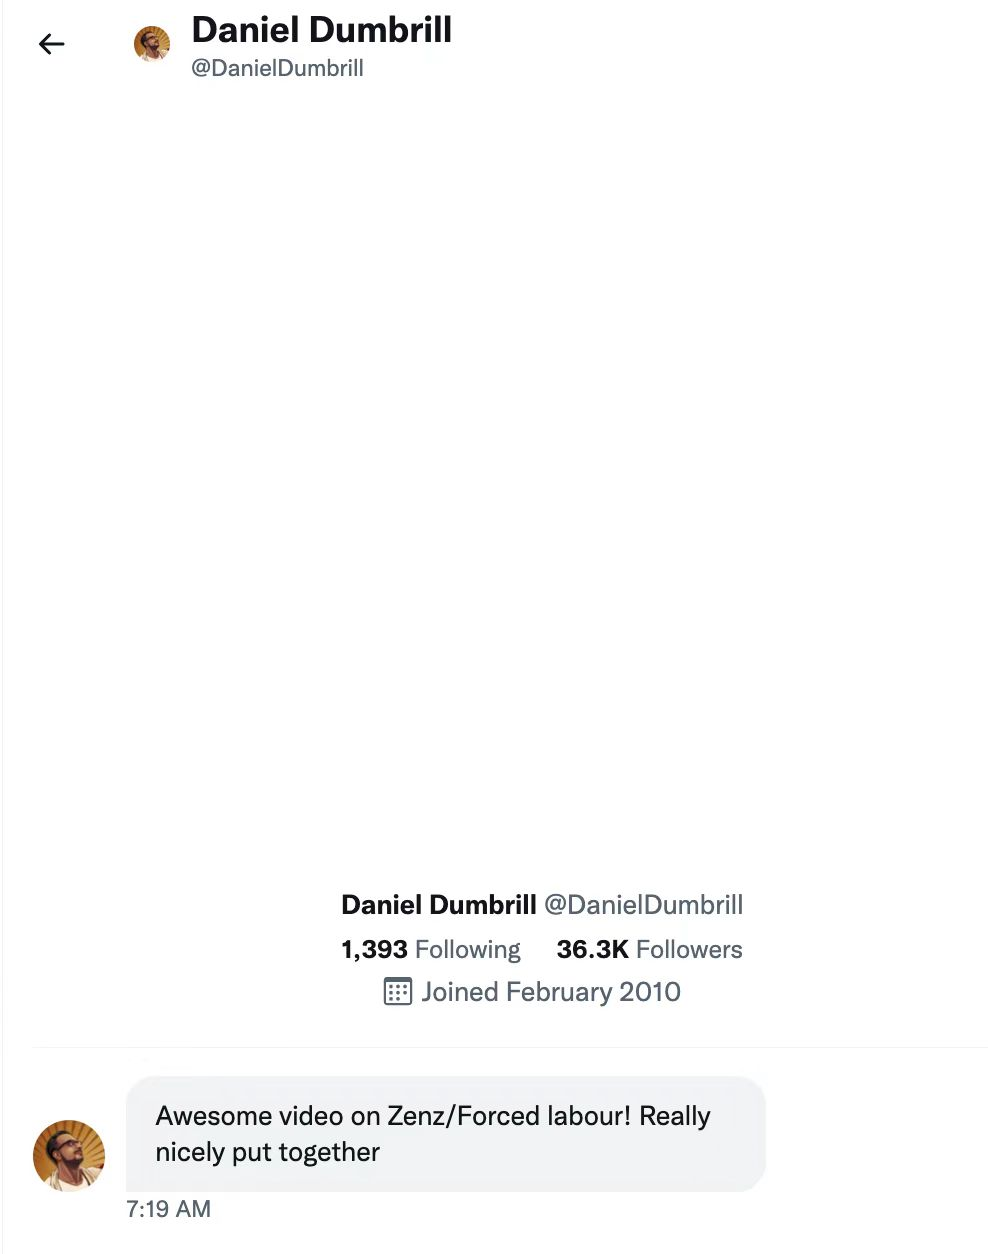 Daniel Dumbrill
@DanielDumbrill
Daniel Dumbrill @DanielDumbrill
1,393 Following 36.3K Followers
Joined February 2010
Awesome video on Zenz/Forced labour! Really
nicely put together
7:19 AM